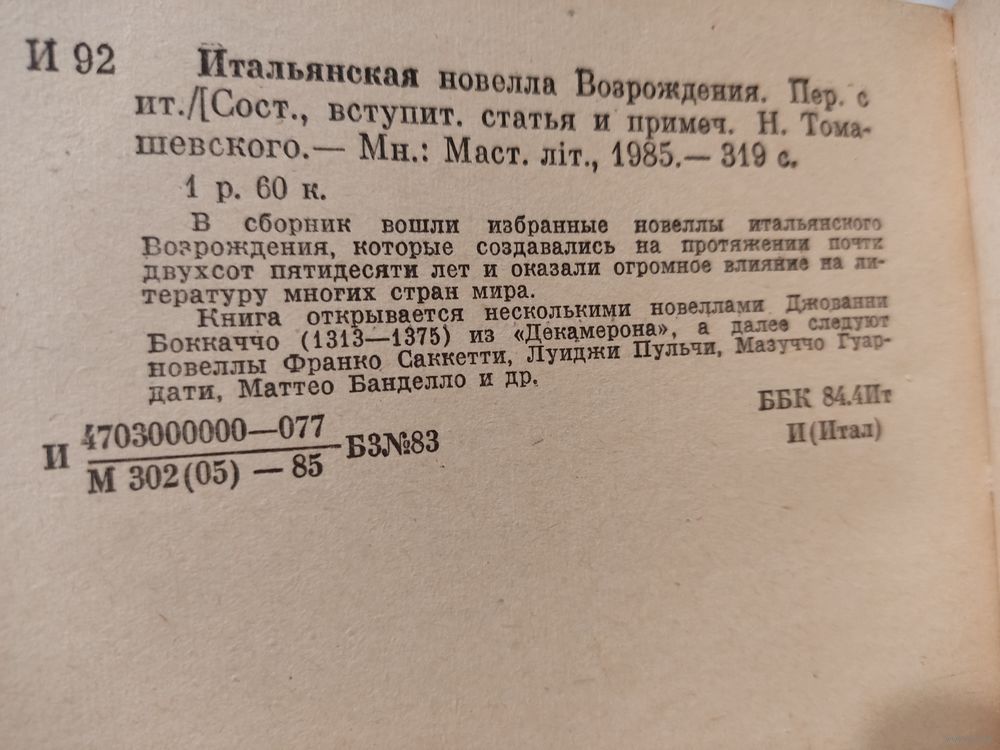 И 92 Итальянская новелла Возрождения. Пер. с
ит./[Сост., вступит. статья и примеч. Н. Тома-
шевского.— Мн.: Маст. літ., 1985.— 319 с.
1 р. 60 к.
В сборник вошли избранные новеллы итальянского
Возрождения, которые создавались на протяжении почти
двухсот пятидесяти лет и оказали огромное влияние на ли-
тературу многих стран мира.
Книга открывается несколькими новеллами Джованни
Боккаччо (1313—1375) из «Декамерона», а далее следуют
новеллы Франко Саккетти, Луиджи Пульчи, Мазуччо Гуар-
дати, Маттео Банделло и др.
ББК 84.4Ит
И 4703000000—077
М 302(05) — 85 БЗ№83
И(Итал)